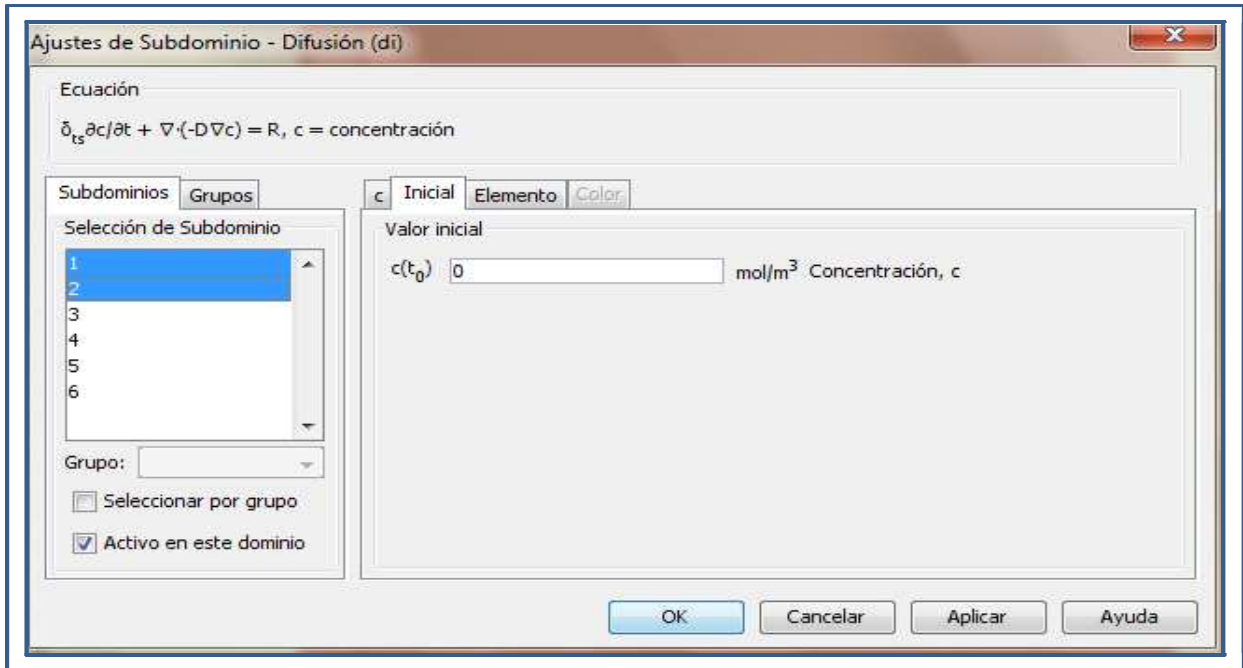 Ajustes de Subdominio - Difusión (di)
Ecuación
δts∂c/∂t + ∇·(-D∇c) = R, c = concentración
Subdominios Grupos
Selección de Subdominio
1
2
3
4
5
6
Grupo:
Seleccionar por grupo
Activo en este dominio
c Inicial Elemento Color
Valor inicial
c(t0) 0 mol/m³ Concentración, c
OK Cancelar Aplicar Ayuda